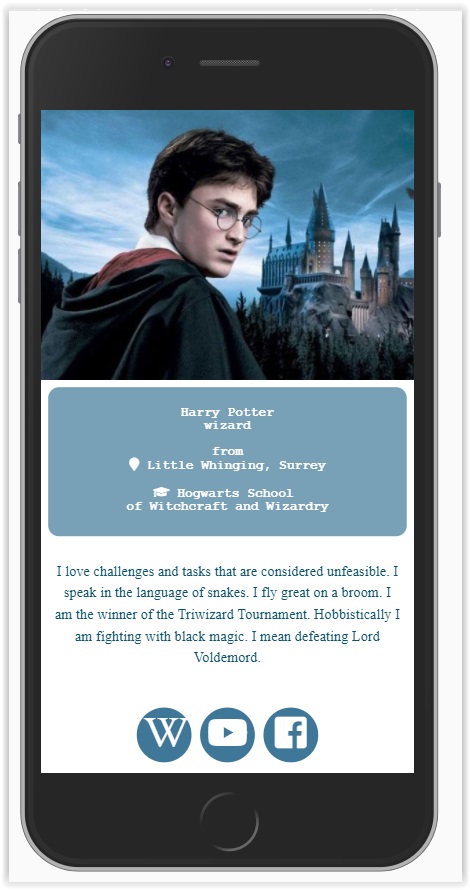 Harry Potter
wizard
from
Little Whinging, Surrey
Hogwarts School
of Witchcraft and Wizardry
I love challenges and tasks that are considered unfeasible. I
speak in the language of snakes. I fly great on a broom. I
am the winner of the Triwizard Tournament. Hobbistically I
am fighting with black magic. I mean defeating Lord
Voldemord.
W